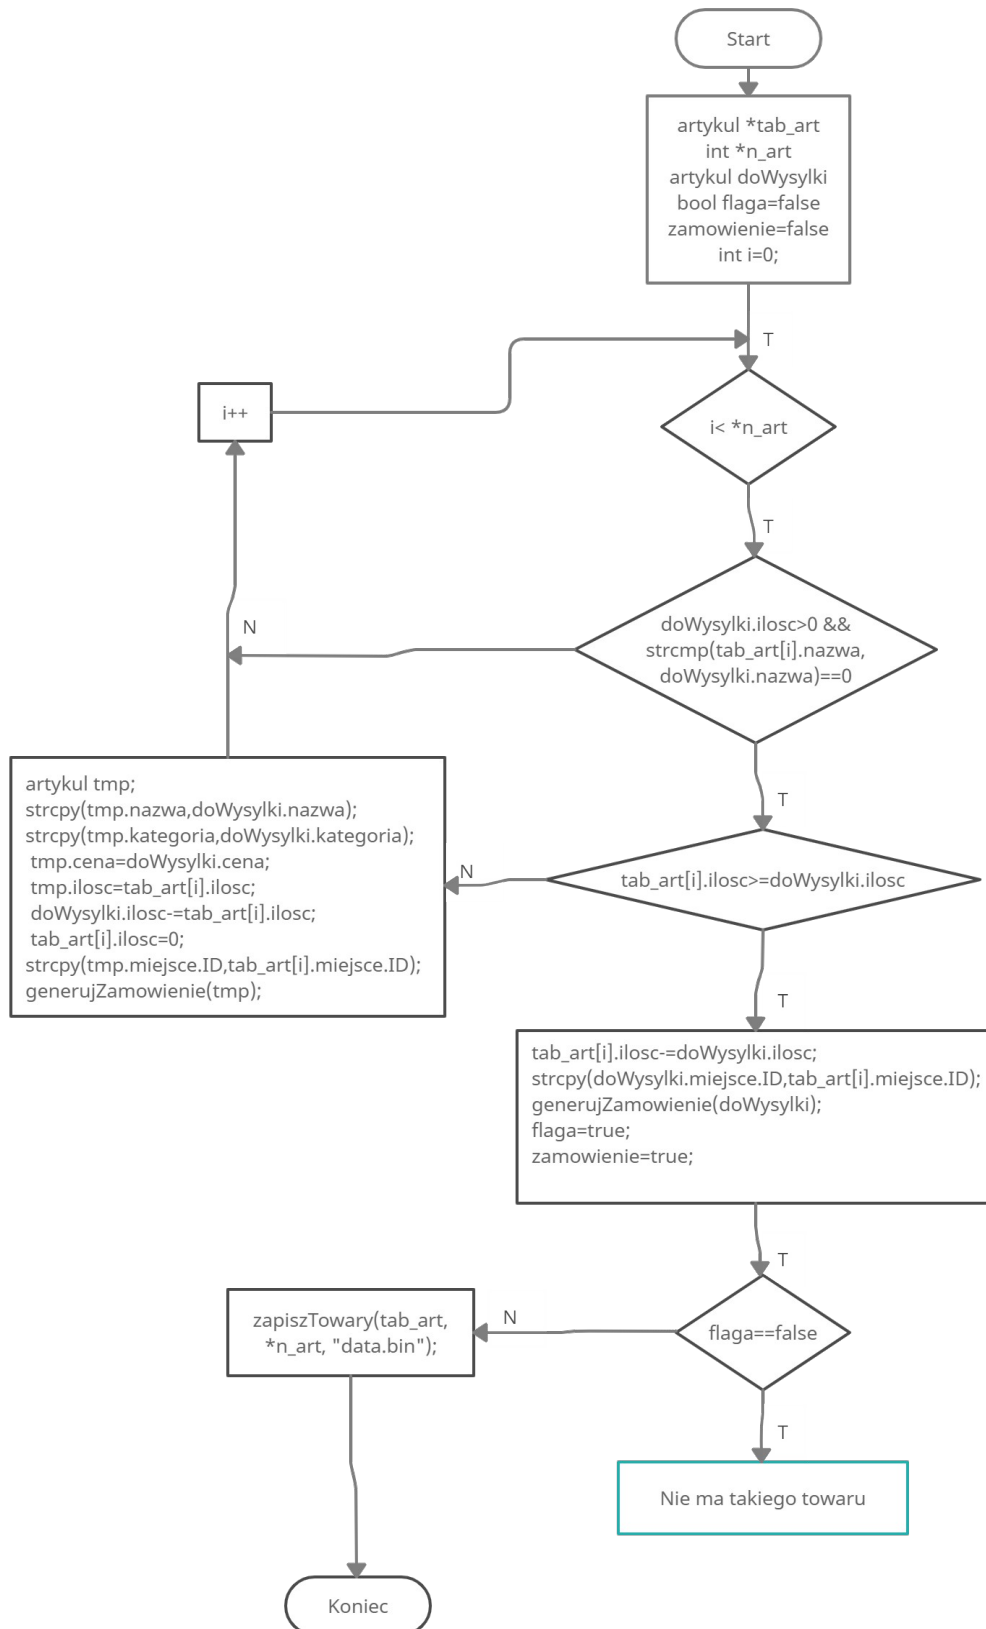 Start
artykul *tab_art
int *n_art
artykul doWysylki
bool flaga=false
zamowienie=false
int i=0;
T
i++
i< *n_art
T
doWysylki.ilosc>0 &&
strcmp(tab_art[i].nazwa,
doWysylki.nazwa)==0
N
T
artykul tmp;
strcpy(tmp.nazwa,doWysylki.nazwa);
strcpy(tmp.kategoria,doWysylki.kategoria);
tmp.cena=doWysylki.cena;
tmp.ilosc=tab_art[i].ilosc;
doWysylki.ilosc-=tab_art[i].ilosc;
tab_art[i].ilosc=0;
strcpy(tmp.miejsce.ID,tab_art[i].miejsce.ID);
generujZamowienie(tmp);
N
tab_art[i].ilosc>=doWysylki.ilosc
T
tab_art[i].ilosc-=doWysylki.ilosc;
strcpy(doWysylki.miejsce.ID,tab_art[i].miejsce.ID);
generujZamowienie(doWysylki);
flaga=true;
zamowienie=true;
T
flaga==false
N
zapiszTowary(tab_art,
*n_art, "data.bin");
T
Nie ma takiego towaru
Koniec